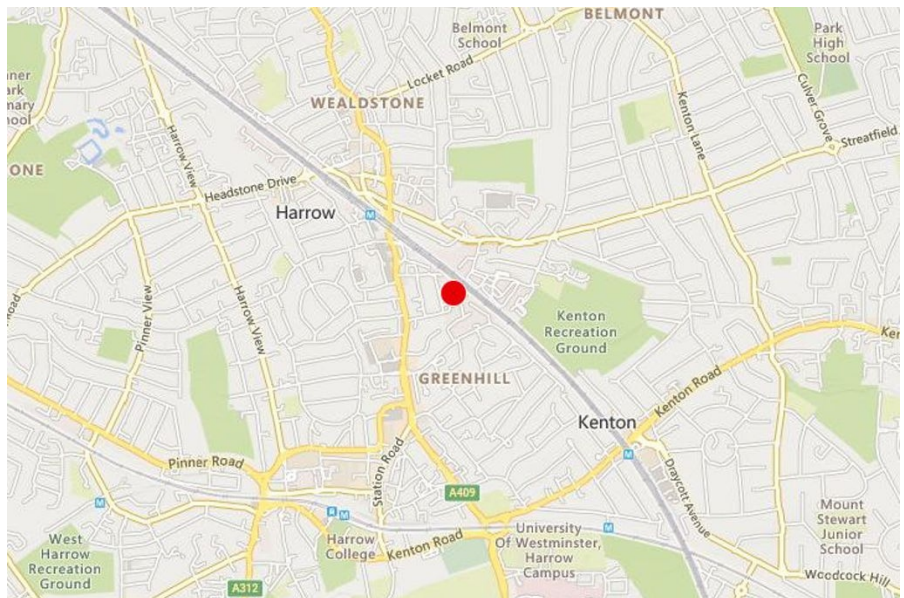 BELMONT
Belmont
School
Park
High
School
Locket Road
Culver Grove
WEALDSTONE
Kenton Lane
Streatfield
Harrow View
Headstone Drive
Harrow
M
Pinner View
Harrow View
Kenton
Recreation
Ground
GREENHILL
Kenton Road
Kenton
M
Pinner Road
Station Road
A409
Draycott Avenue
M
R M
M
West
Harrow
Recreation
Ground
Harrow
College
Kenton Road
University
Of Westminster,
Harrow
Campus
Mount
Stewart
Junior
School
A312
Woodcock Hill